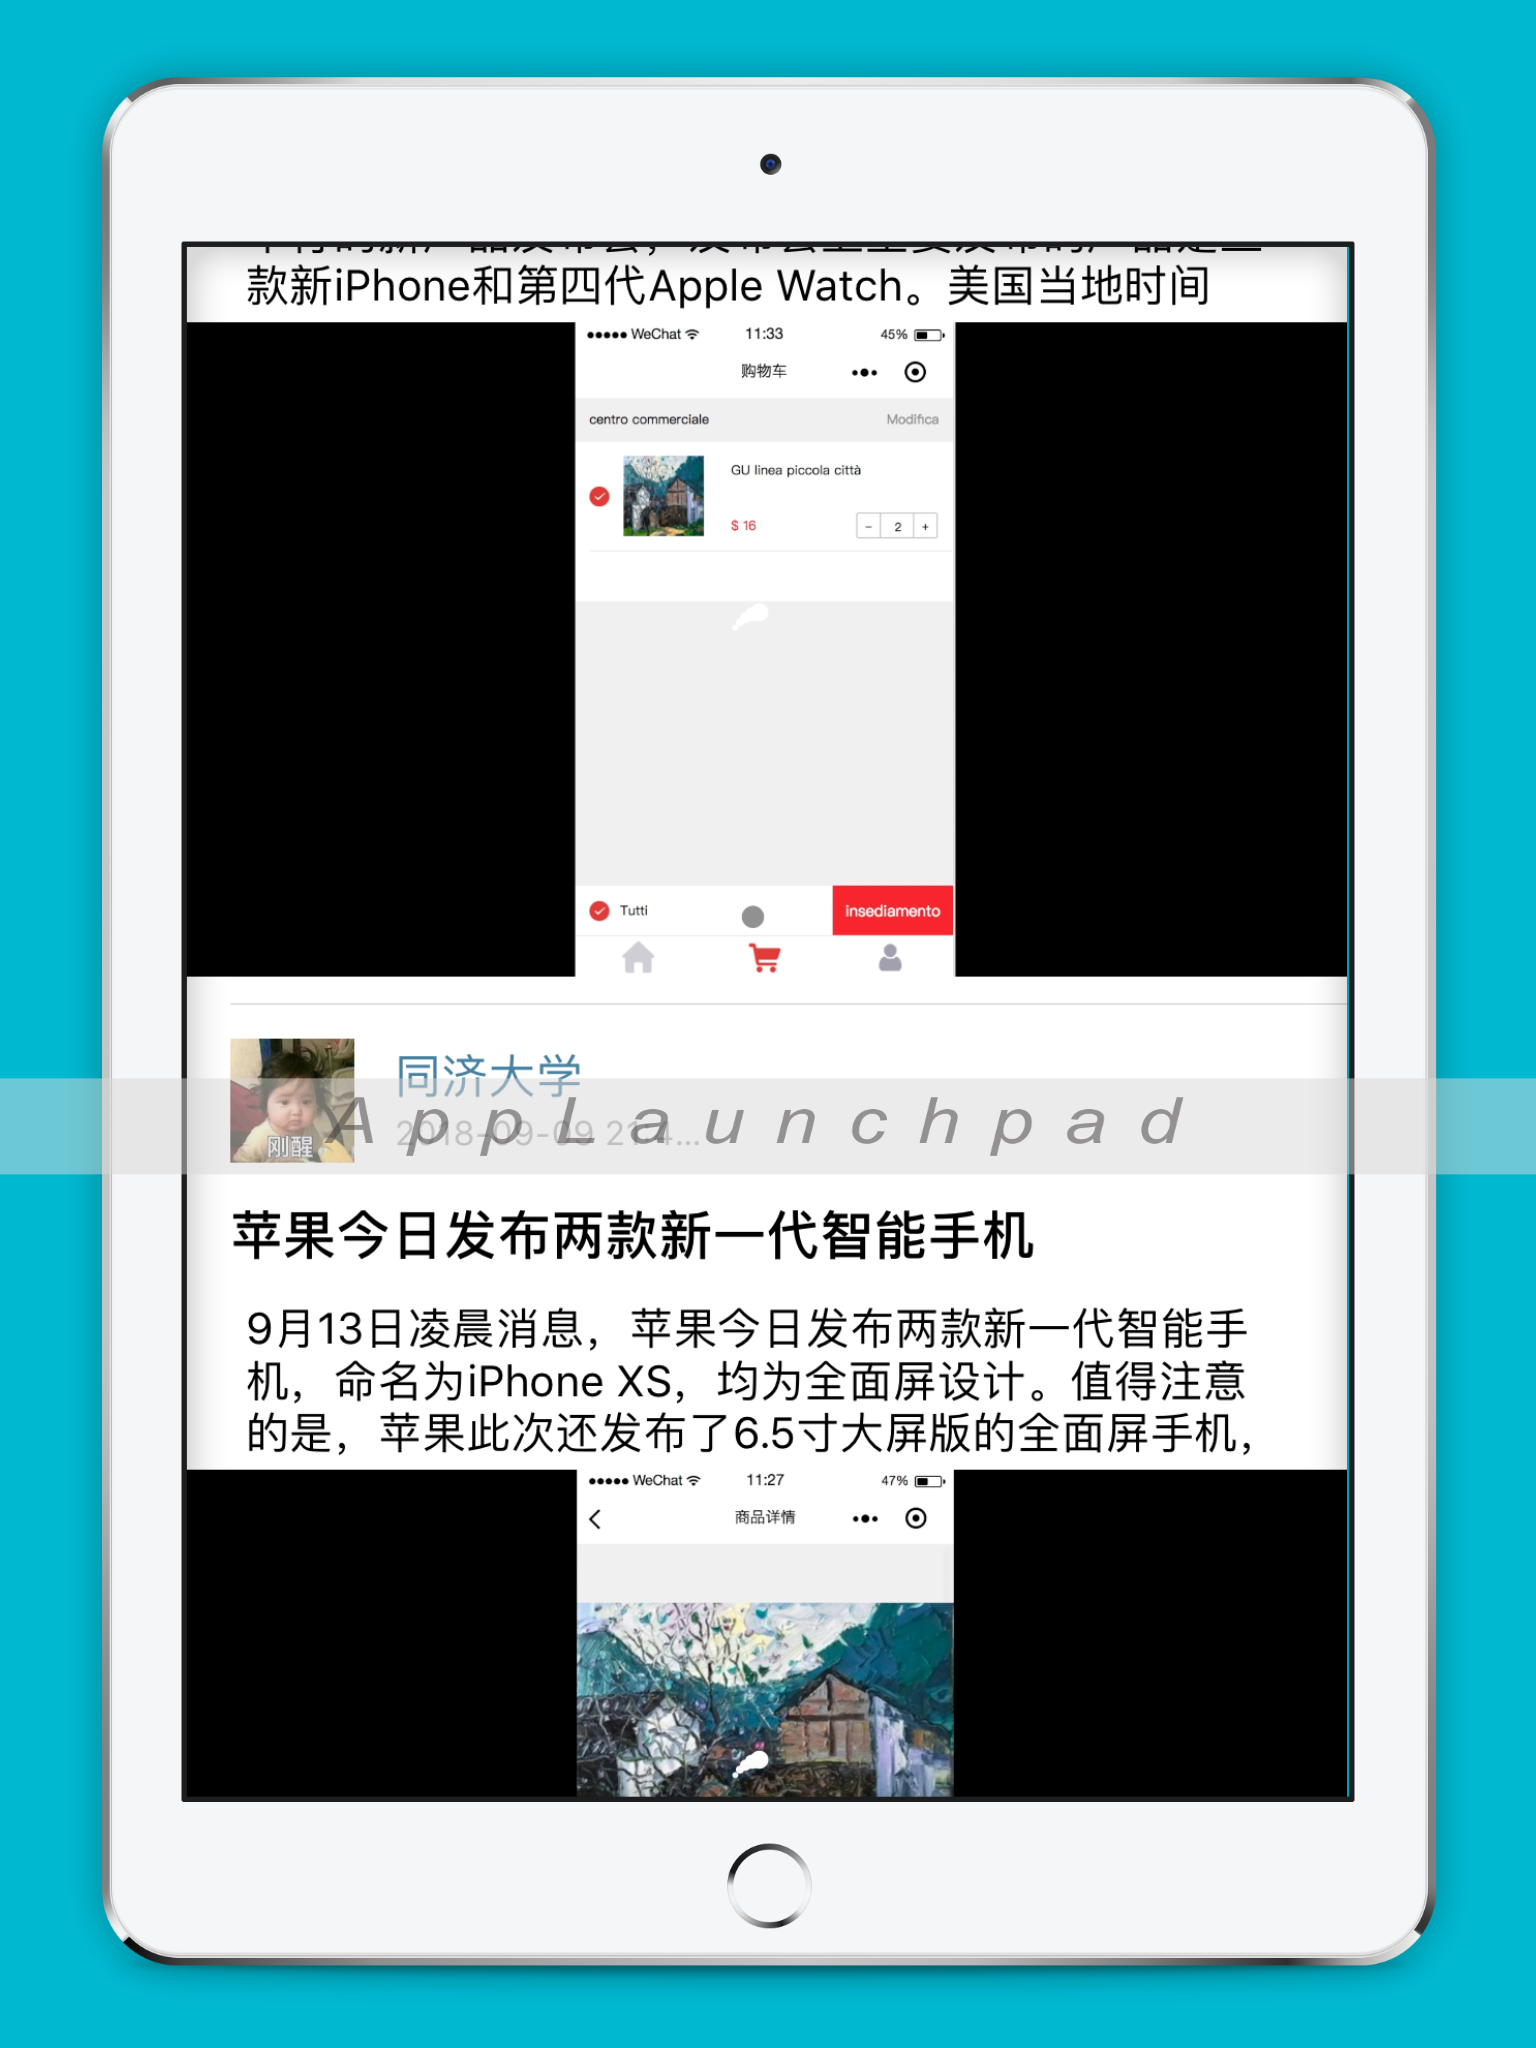 款新iPhone和第四代Apple Watch。美国当地时间
WeChat 11:33 45%
购物车
centro commerciale Modifica
GU linea piccola città
$ 16 − 2 +
Tutti insediamento
同济大学
刚醒
AppLaunchpad
苹果今日发布两款新一代智能手机
9月13日凌晨消息，苹果今日发布两款新一代智能手
机，命名为iPhone XS，均为全面屏设计。值得注意
的是，苹果此次还发布了6.5寸大屏版的全面屏手机，
WeChat 11:27 47%
商品详情